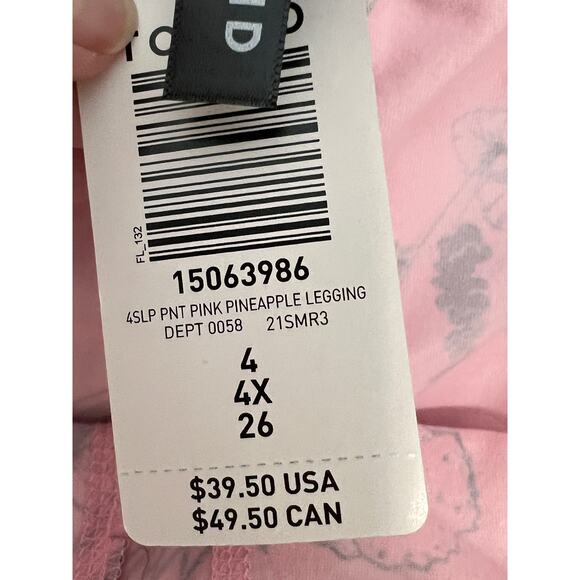 FL_132
15063986
4SLP PNT PINK PINEAPPLE LEGGING
DEPT 0058 21SMR3
4
4X
26
$39.50 USA
$49.50 CAN